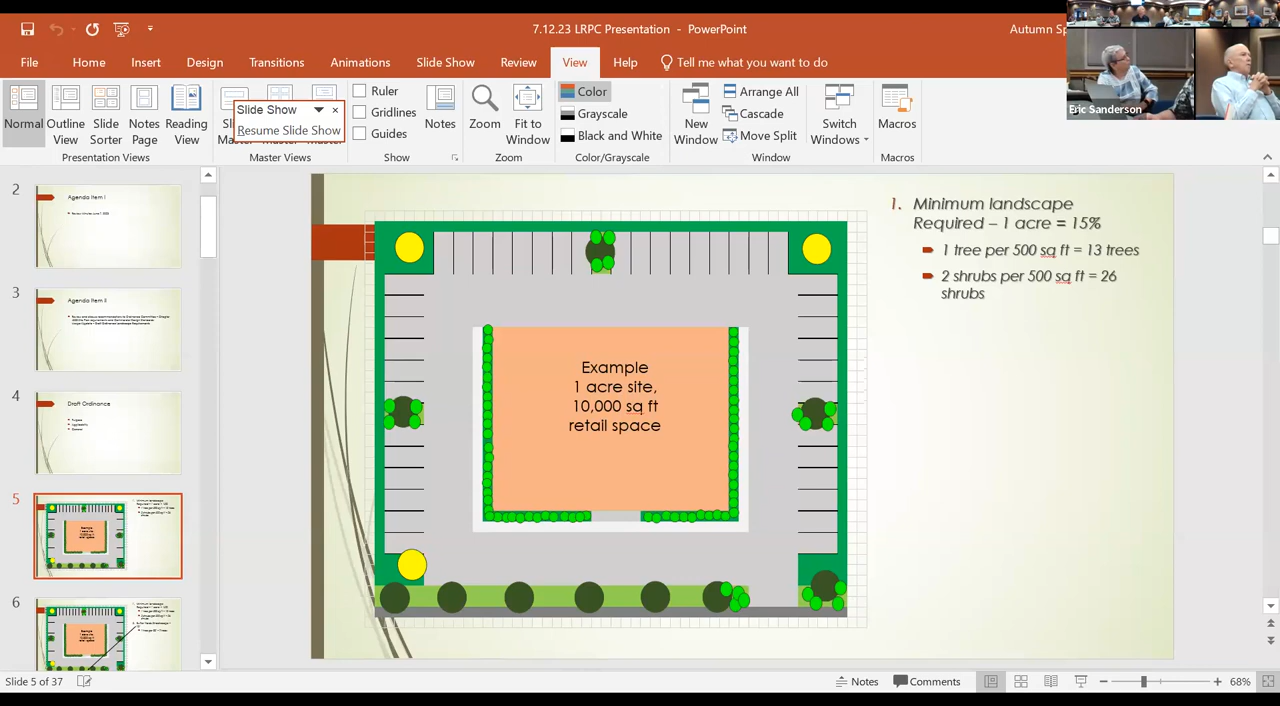 7.12.23 LRPC Presentation - PowerPoint
Autumn Sp
File Home Insert Design Transitions Animations Slide Show Review View Help Tell me what you want to do
Normal
Outline
View
Slide
Sorter
Notes
Page
Reading
View
Presentation Views
Slide Show
Resume Slide Show
Master Views
Ruler
Gridlines
Guides
Show
Notes
Zoom
Fit to
Window
Zoom
Color
Grayscale
Black and White
Color/Grayscale
New
Window
Arrange All
Cascade
Move Split
Window
Switch
Windows
Macros
Macros
Eric Sanderson
2
Agenda Item I
3
Agenda Item II
4
Draft Ordinance
5
6
Example
1 acre site,
10,000 sq ft
retail space
1. Minimum landscape
Required – 1 acre = 15%
1 tree per 500 sq ft = 13 trees
2 shrubs per 500 sq ft = 26
shrubs
Slide 5 of 37
Notes
Comments
68%